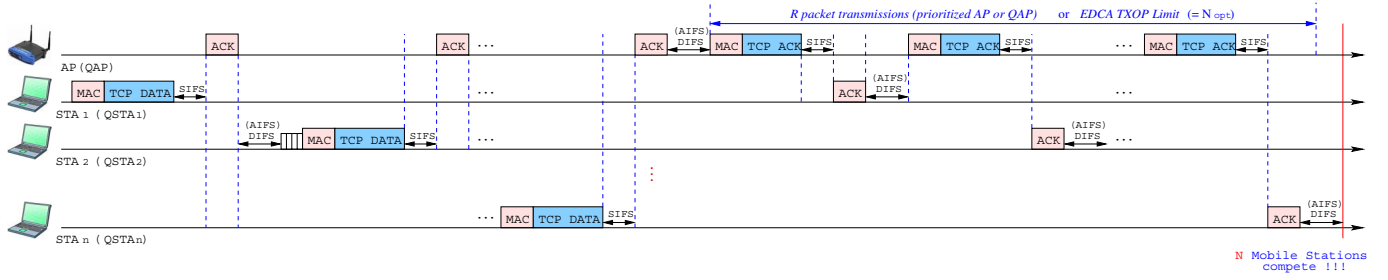 R packet transmissions (prioritized AP or QAP) or EDCA TXOP Limit (= N opt)
ACK ACK ... ACK (AIFS) DIFS MAC TCP ACK SIFS MAC TCP ACK SIFS ... MAC TCP ACK SIFS
AP (QAP)
MAC TCP DATA SIFS ... ACK (AIFS) DIFS ...
STA 1 ( QSTA1)
(AIFS) DIFS MAC TCP DATA SIFS ... ACK (AIFS) DIFS ...
STA 2 ( QSTA2)
... MAC TCP DATA SIFS ACK (AIFS) DIFS
STA n ( QSTAn)
N Mobile Stations
compete !!!